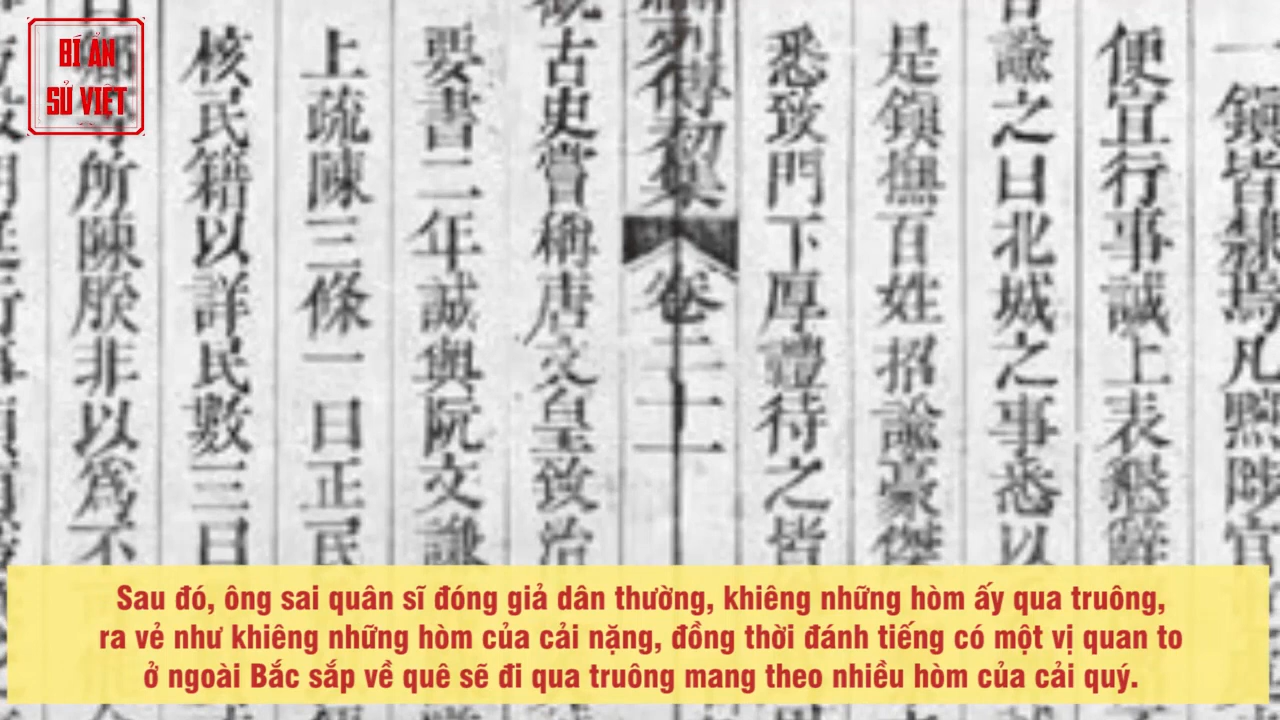 BÍ ẨN
SỬ VIỆT
一鎮皆隸焉凡黜陟官
便宜行事誠上表懇辭
諭之曰北城之事悉以
是鎮撫百姓招諭豪傑
悉致門下厚禮待之皆
列傳初集 卷二十一
古史嘗稱唐文皇致治
要書二年誠與阮文謙
上疏陳三條一曰正民
核民籍以詳民數三曰
所陳朕非以爲不
Sau đó, ông sai quân sĩ đóng giả dân thường, khiêng những hòm ấy qua truông,
ra vẻ như khiêng những hòm của cải nặng, đồng thời đánh tiếng có một vị quan to
ở ngoài Bắc sắp về quê sẽ đi qua truông mang theo nhiều hòm của cải quý.